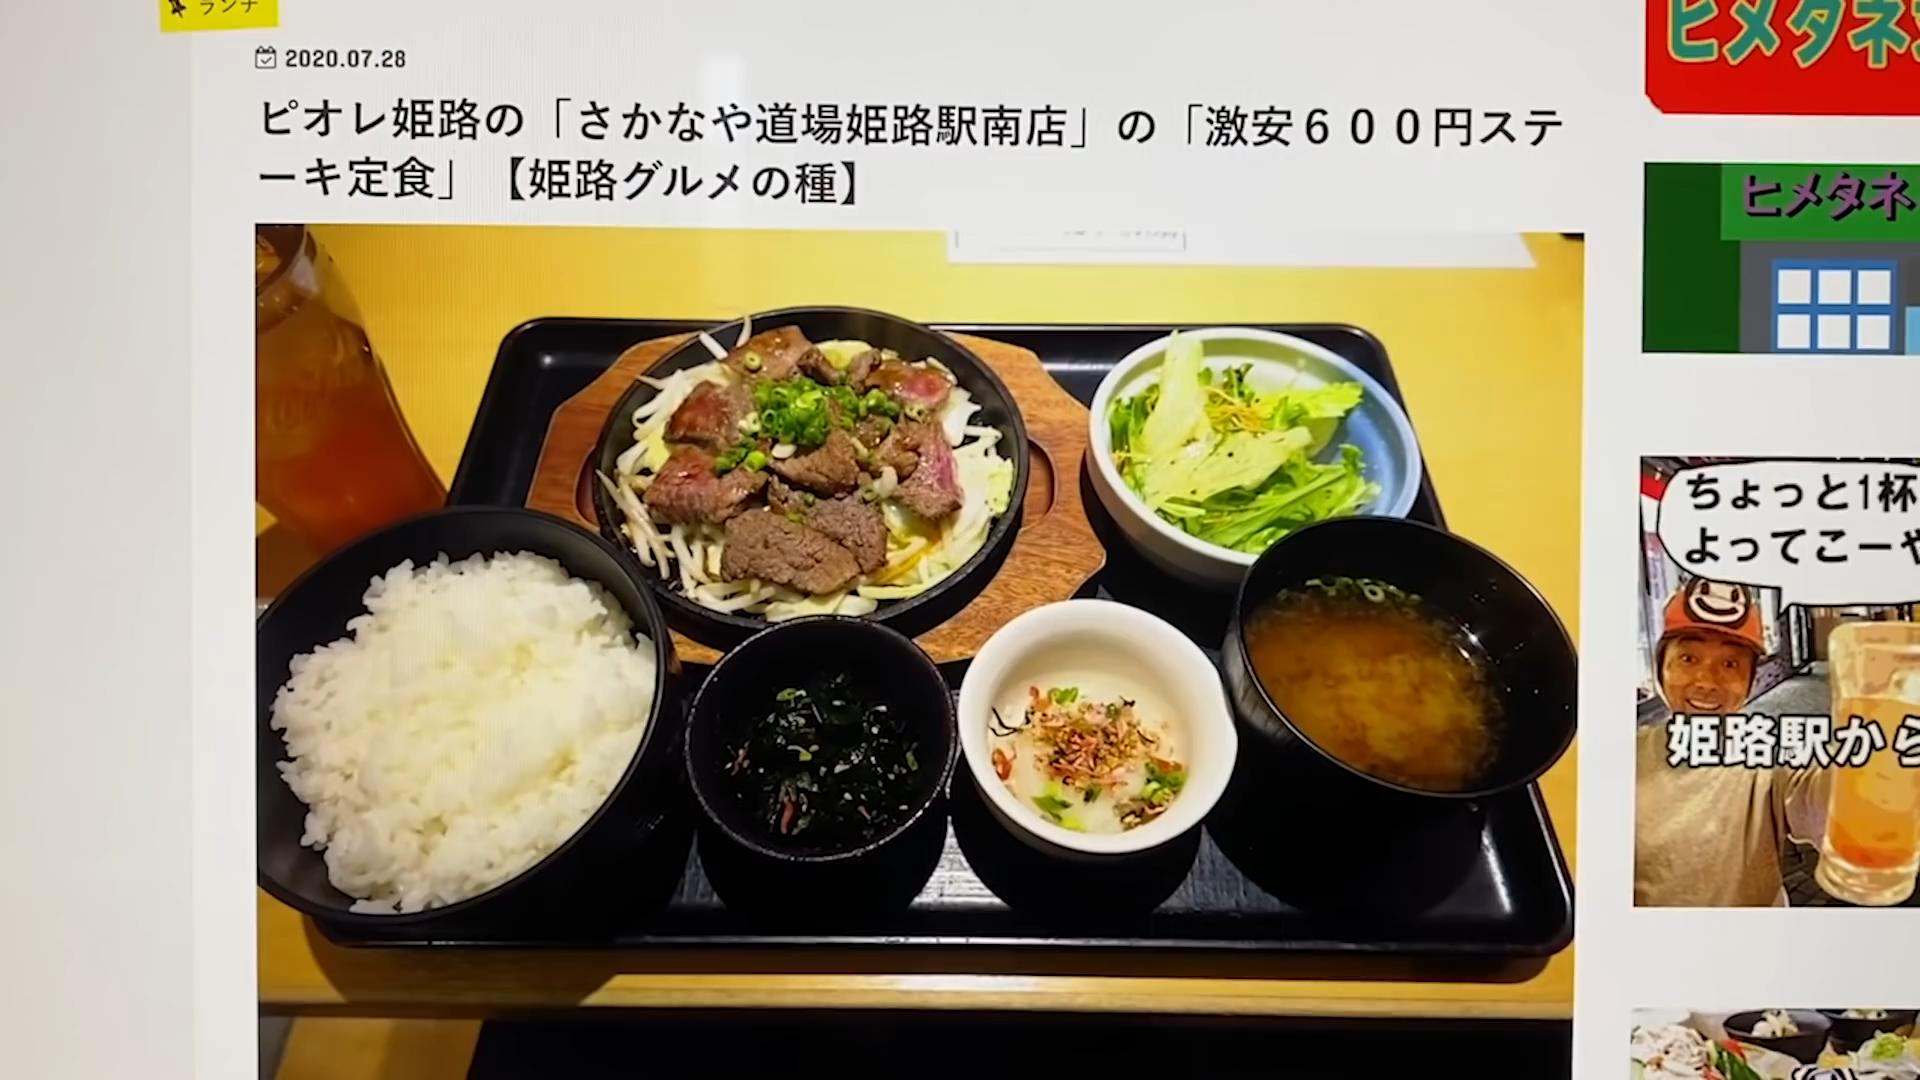 ランチ
2020.07.28
ピオレ姫路の「さかなや道場姫路駅南店」の「激安６００円ステ
ーキ定食」【姫路グルメの種】
ヒメタネ
ヒメタネ
ちょっと1杯
よってこーや
姫路駅から